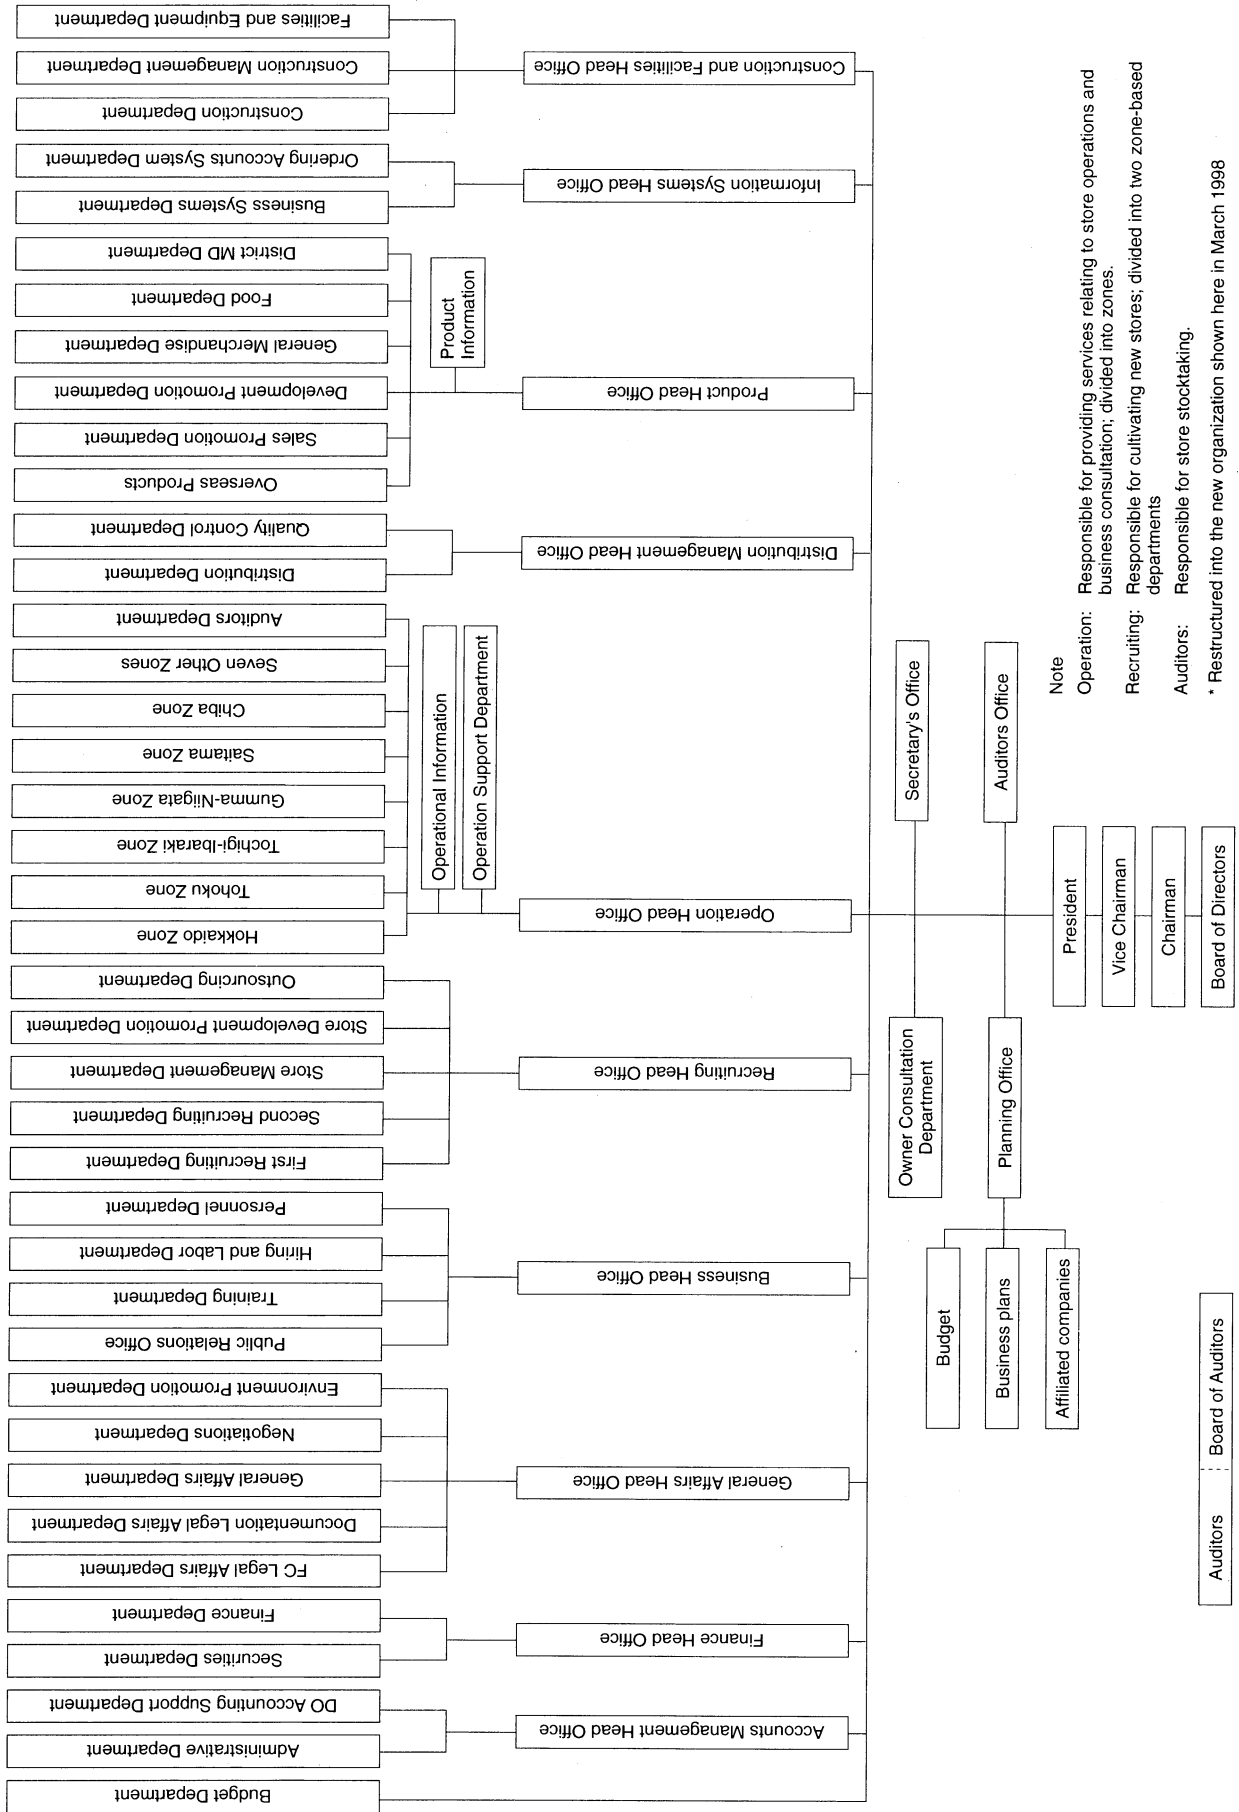 Facilities and Equipment Department
Construction Management Department
Construction Department
Ordering Accounts System Department
Business Systems Department
District MD Department
Food Department
General Merchandise Department
Development Promotion Department
Sales Promotion Department
Overseas Products
Quality Control Department
Distribution Department
Auditors Department
Seven Other Zones
Chiba Zone
Saitama Zone
Gumma-Niigata Zone
Tochigi-Ibaraki Zone
Tohoku Zone
Hokkaido Zone
Outsourcing Department
Store Development Promotion Department
Store Management Department
Second Recruiting Department
First Recruiting Department
Personnel Department
Hiring and Labor Department
Training Department
Public Relations Office
Environment Promotion Department
Negotiations Department
General Affairs Department
Documentation Legal Affairs Department
FC Legal Affairs Department
Finance Department
Securities Department
DO Accounting Support Department
Administrative Department
Budget Department
Product
Information
Operational Information
Operation Support Department
Construction and Facilities Head Office
Information Systems Head Office
Product Head Office
Distribution Management Head Office
Operation Head Office
Recruiting Head Office
Business Head Office
General Affairs Head Office
Finance Head Office
Accounts Management Head Office
Secretary's Office
Owner Consultation
Department
Auditors Office
Planning Office
Budget
Business plans
Affiliated companies
President
Vice Chairman
Chairman
Board of Directors
Auditors
Board of Auditors
Note
Operation: Responsible for providing services relating to store operations and
business consultation; divided into zones.
Recruiting: Responsible for cultivating new stores; divided into two zone-based
departments
Auditors: Responsible for store stocktaking.
* Restructured into the new organization shown here in March 1998